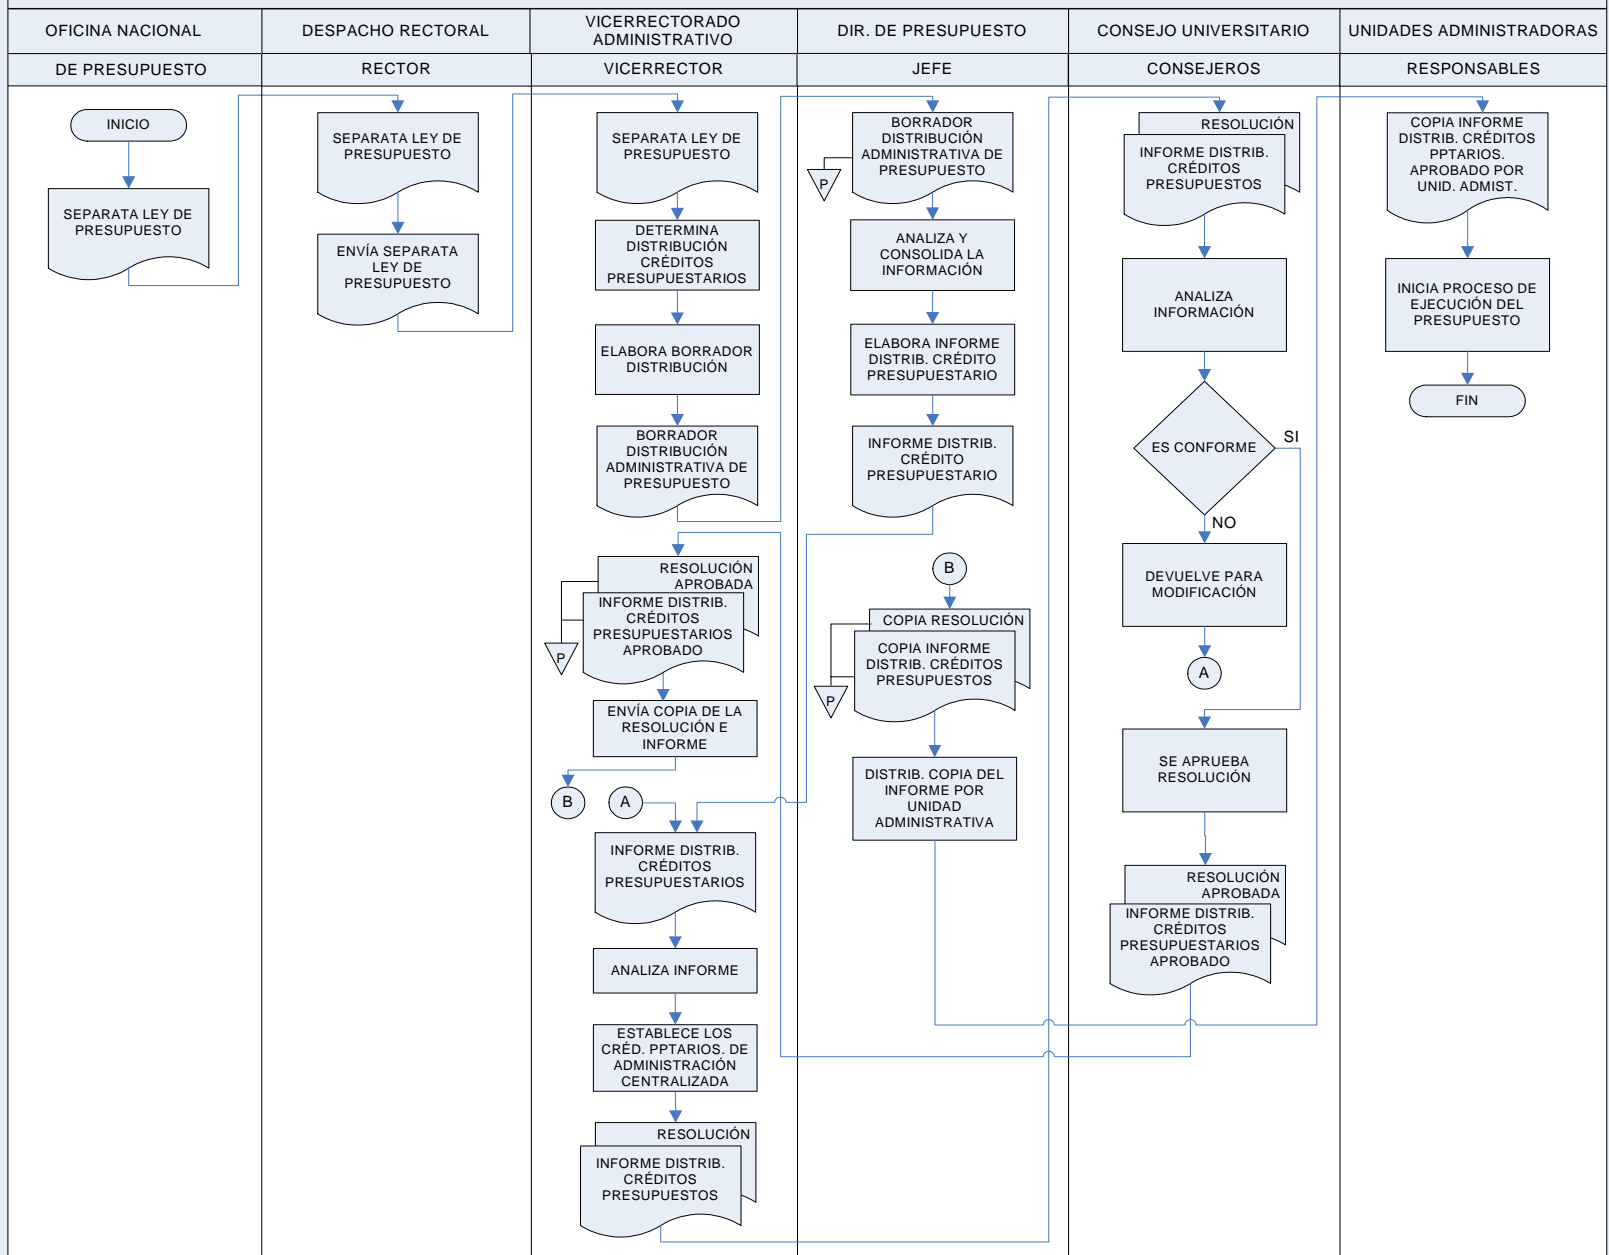 OFICINA NACIONAL
DE PRESUPUESTO
INICIO
SEPARATA LEY DE
PRESUPUESTO
DESPACHO RECTORAL
RECTOR
SEPARATA LEY DE
PRESUPUESTO
ENVÍA SEPARATA
LEY DE
PRESUPUESTO
VICERRECTORADO
ADMINISTRATIVO
VICERRECTOR
SEPARATA LEY DE
PRESUPUESTO
DETERMINA
DISTRIBUCIÓN
CRÉDITOS
PRESUPUESTARIOS
ELABORA BORRADOR
DISTRIBUCIÓN
BORRADOR
DISTRIBUCIÓN
ADMINISTRATIVA DE
PRESUPUESTO
RESOLUCIÓN
APROBADA
INFORME DISTRIB.
CRÉDITOS
PRESUPUESTARIOS
APROBADO
P
ENVÍA COPIA DE LA
RESOLUCIÓN E
INFORME
B
A
INFORME DISTRIB.
CRÉDITOS
PRESUPUESTARIOS
ANALIZA INFORME
ESTABLECE LOS
CRÉD. PPTARIOS. DE
ADMINISTRACIÓN
CENTRALIZADA
RESOLUCIÓN
INFORME DISTRIB.
CRÉDITOS
PRESUPUESTOS
DIR. DE PRESUPUESTO
JEFE
BORRADOR
DISTRIBUCIÓN
ADMINISTRATIVA DE
PRESUPUESTO
P
ANALIZA Y
CONSOLIDA LA
INFORMACIÓN
ELABORA INFORME
DISTRIB. CRÉDITO
PRESUPUESTARIO
INFORME DISTRIB.
CRÉDITO
PRESUPUESTARIO
B
COPIA RESOLUCIÓN
COPIA INFORME
DISTRIB. CRÉDITOS
PRESUPUESTOS
P
DISTRIB. COPIA DEL
INFORME POR
UNIDAD
ADMINISTRATIVA
CONSEJO UNIVERSITARIO
CONSEJEROS
RESOLUCIÓN
INFORME DISTRIB.
CRÉDITOS
PRESUPUESTOS
ANALIZA
INFORMACIÓN
ES CONFORME
SI
NO
DEVUELVE PARA
MODIFICACIÓN
A
SE APRUEBA
RESOLUCIÓN
RESOLUCIÓN
APROBADA
INFORME DISTRIB.
CRÉDITOS
PRESUPUESTARIOS
APROBADO
UNIDADES ADMINISTRADORAS
RESPONSABLES
COPIA INFORME
DISTRIB. CRÉDITOS
PPTARIOS.
APROBADO POR
UNID. ADMIST.
INICIA PROCESO DE
EJECUCIÓN DEL
PRESUPUESTO
FIN